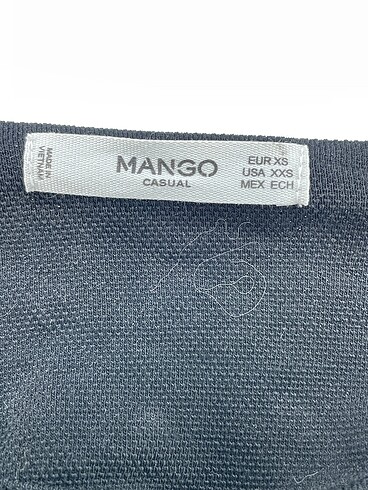 MADE IN
VIETNAM
MANGO
CASUAL
EUR XS
USA XXS
MEX ECH